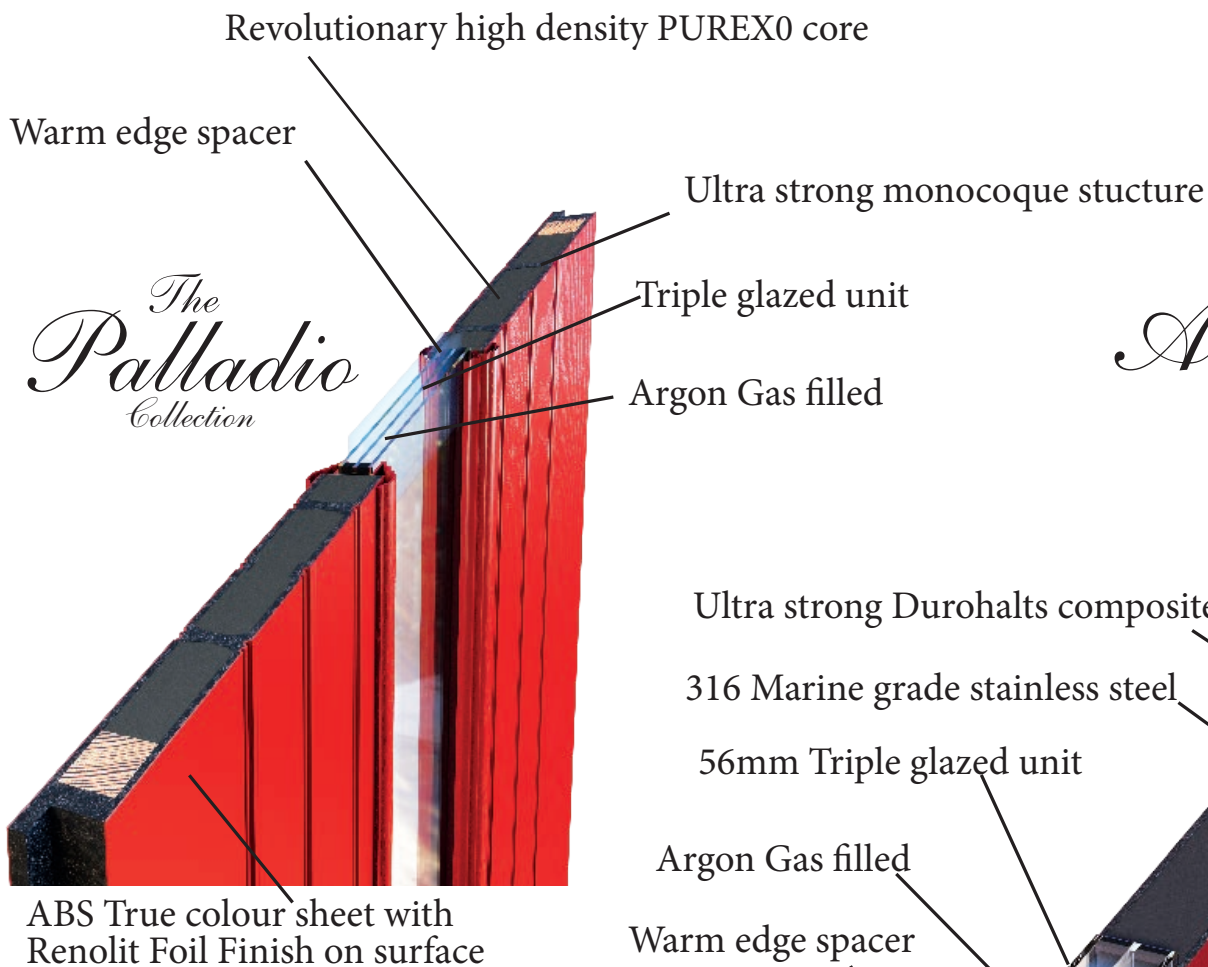 Revolutionary high density PUREX0 core
Warm edge spacer
Ultra strong monocoque stucture
Triple glazed unit
The
Palladio
Collection
Argon Gas filled
A
Ultra strong Durohalts composite
316 Marine grade stainless steel
56mm Triple glazed unit
Argon Gas filled
Warm edge spacer
ABS True colour sheet with
Renolit Foil Finish on surface